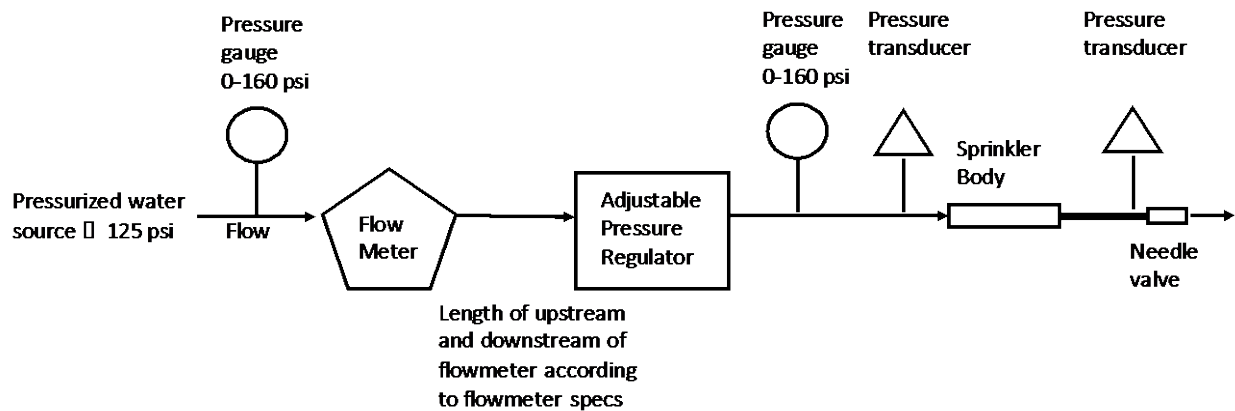 Pressure
gauge
0-160 psi
Pressure
gauge
0-160 psi
Pressure
transducer
Pressure
transducer
Sprinkler
Body
Pressurized water
source ▯ 125 psi
Flow
Flow
Meter
Adjustable
Pressure
Regulator
Needle
valve
Length of upstream
and downstream of
flowmeter according
to flowmeter specs